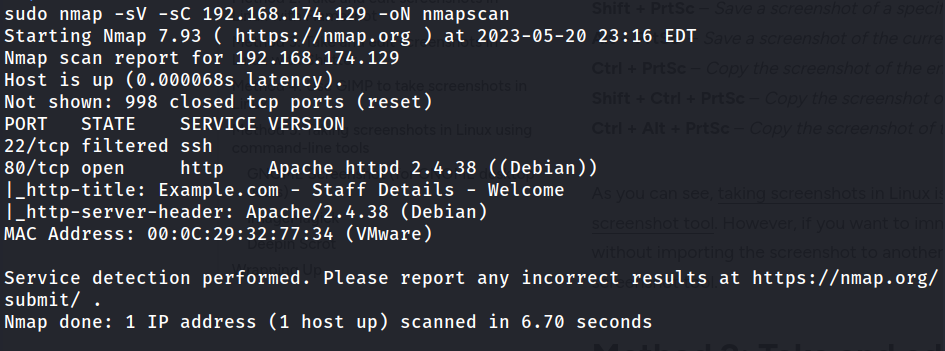 sudo nmap -sV -sC 192.168.174.129 -oN nmapscan
Starting Nmap 7.93 ( https://nmap.org ) at 2023-05-20 23:16 EDT
Nmap scan report for 192.168.174.129
Host is up (0.000068s latency).
Not shown: 998 closed tcp ports (reset)
PORT   STATE    SERVICE VERSION
22/tcp filtered ssh
80/tcp open     http    Apache httpd 2.4.38 ((Debian))
|_http-title: Example.com - Staff Details - Welcome
|_http-server-header: Apache/2.4.38 (Debian)
MAC Address: 00:0C:29:32:77:34 (VMware)
Service detection performed. Please report any incorrect results at https://nmap.org/
submit/ .
Nmap done: 1 IP address (1 host up) scanned in 6.70 seconds
Shift + PrtSc – Save a screenshot of a speci
– Save a screenshot of the curre
Ctrl + PrtSc – Copy the screenshot of the e
Shift + Ctrl + PrtSc – Copy the screenshot o
Ctrl + Alt + PrtSc – Copy the screenshot of
As you can see, taking screenshots in Linux i
screenshot tool. However, if you want to im
without importing the screenshot to another